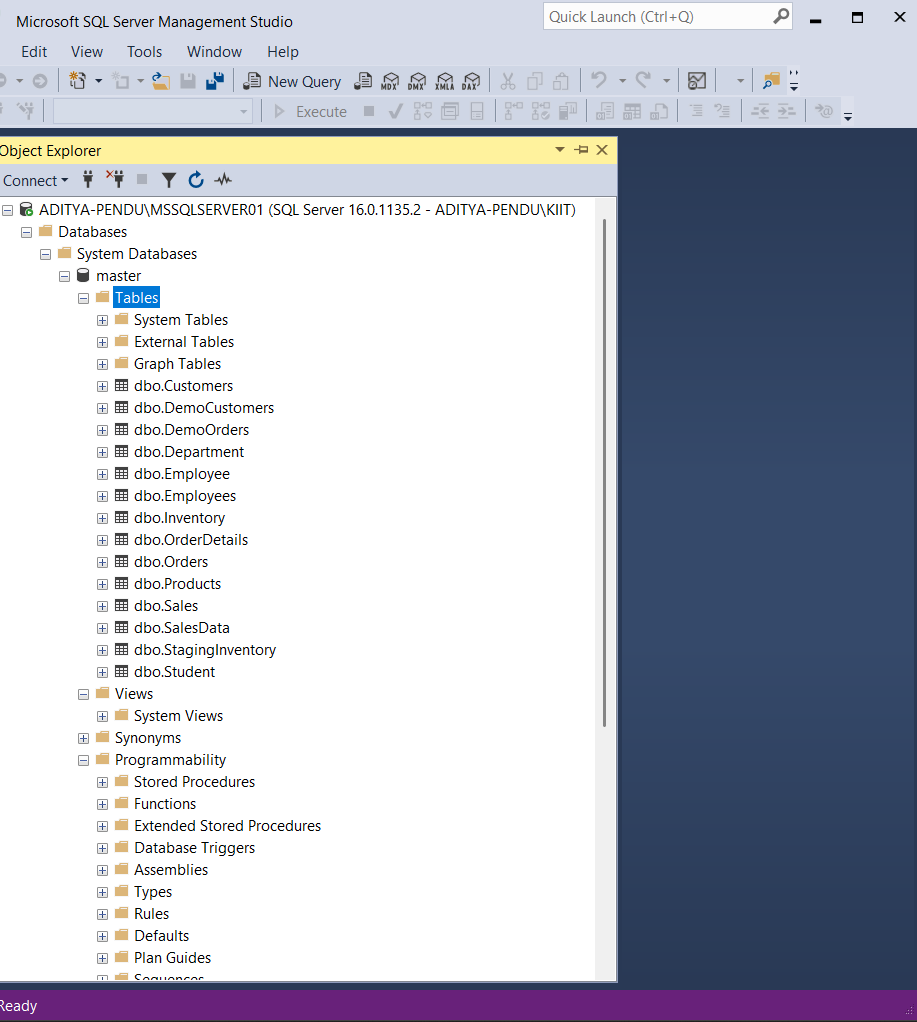 Microsoft SQL Server Management Studio
Quick Launch (Ctrl+Q)
Edit View Tools Window Help
New Query MDX DMX XMLA DAX
Execute
Object Explorer
Connect
ADITYA-PENDU\MSSQLSERVER01 (SQL Server 16.0.1135.2 - ADITYA-PENDU\KIIT)
Databases
System Databases
master
Tables
System Tables
External Tables
Graph Tables
dbo.Customers
dbo.DemoCustomers
dbo.DemoOrders
dbo.Department
dbo.Employee
dbo.Employees
dbo.Inventory
dbo.OrderDetails
dbo.Orders
dbo.Products
dbo.Sales
dbo.SalesData
dbo.StagingInventory
dbo.Student
Views
System Views
Synonyms
Programmability
Stored Procedures
Functions
Extended Stored Procedures
Database Triggers
Assemblies
Types
Rules
Defaults
Plan Guides
Sequences
Ready